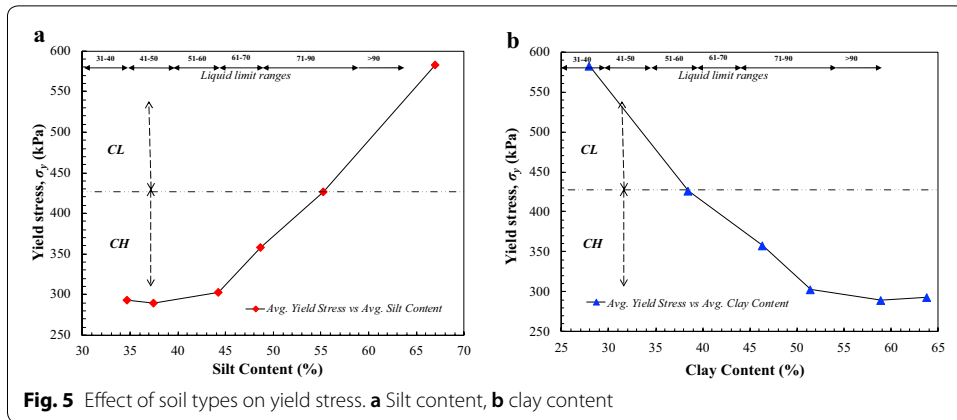 a
600
550
500
450
400
350
300
250
Yield stress, σy (kPa)
31-40 41-50 51-60 61-70 71-90 >90
Liquid limit ranges
CL
CH
Avg. Yield Stress vs Avg. Silt Content
30 35 40 45 50 55 60 65 70
Silt Content (%)
b
600
550
500
450
400
350
300
250
Yield stress, σy (kPa)
31-40 41-50 51-60 61-70 71-90 >90
Liquid limit ranges
CL
CH
Avg. Yield Stress vs Avg. Clay Content
25 30 35 40 45 50 55 60 65
Clay Content (%)
Fig. 5 Effect of soil types on yield stress. a Silt content, b clay content